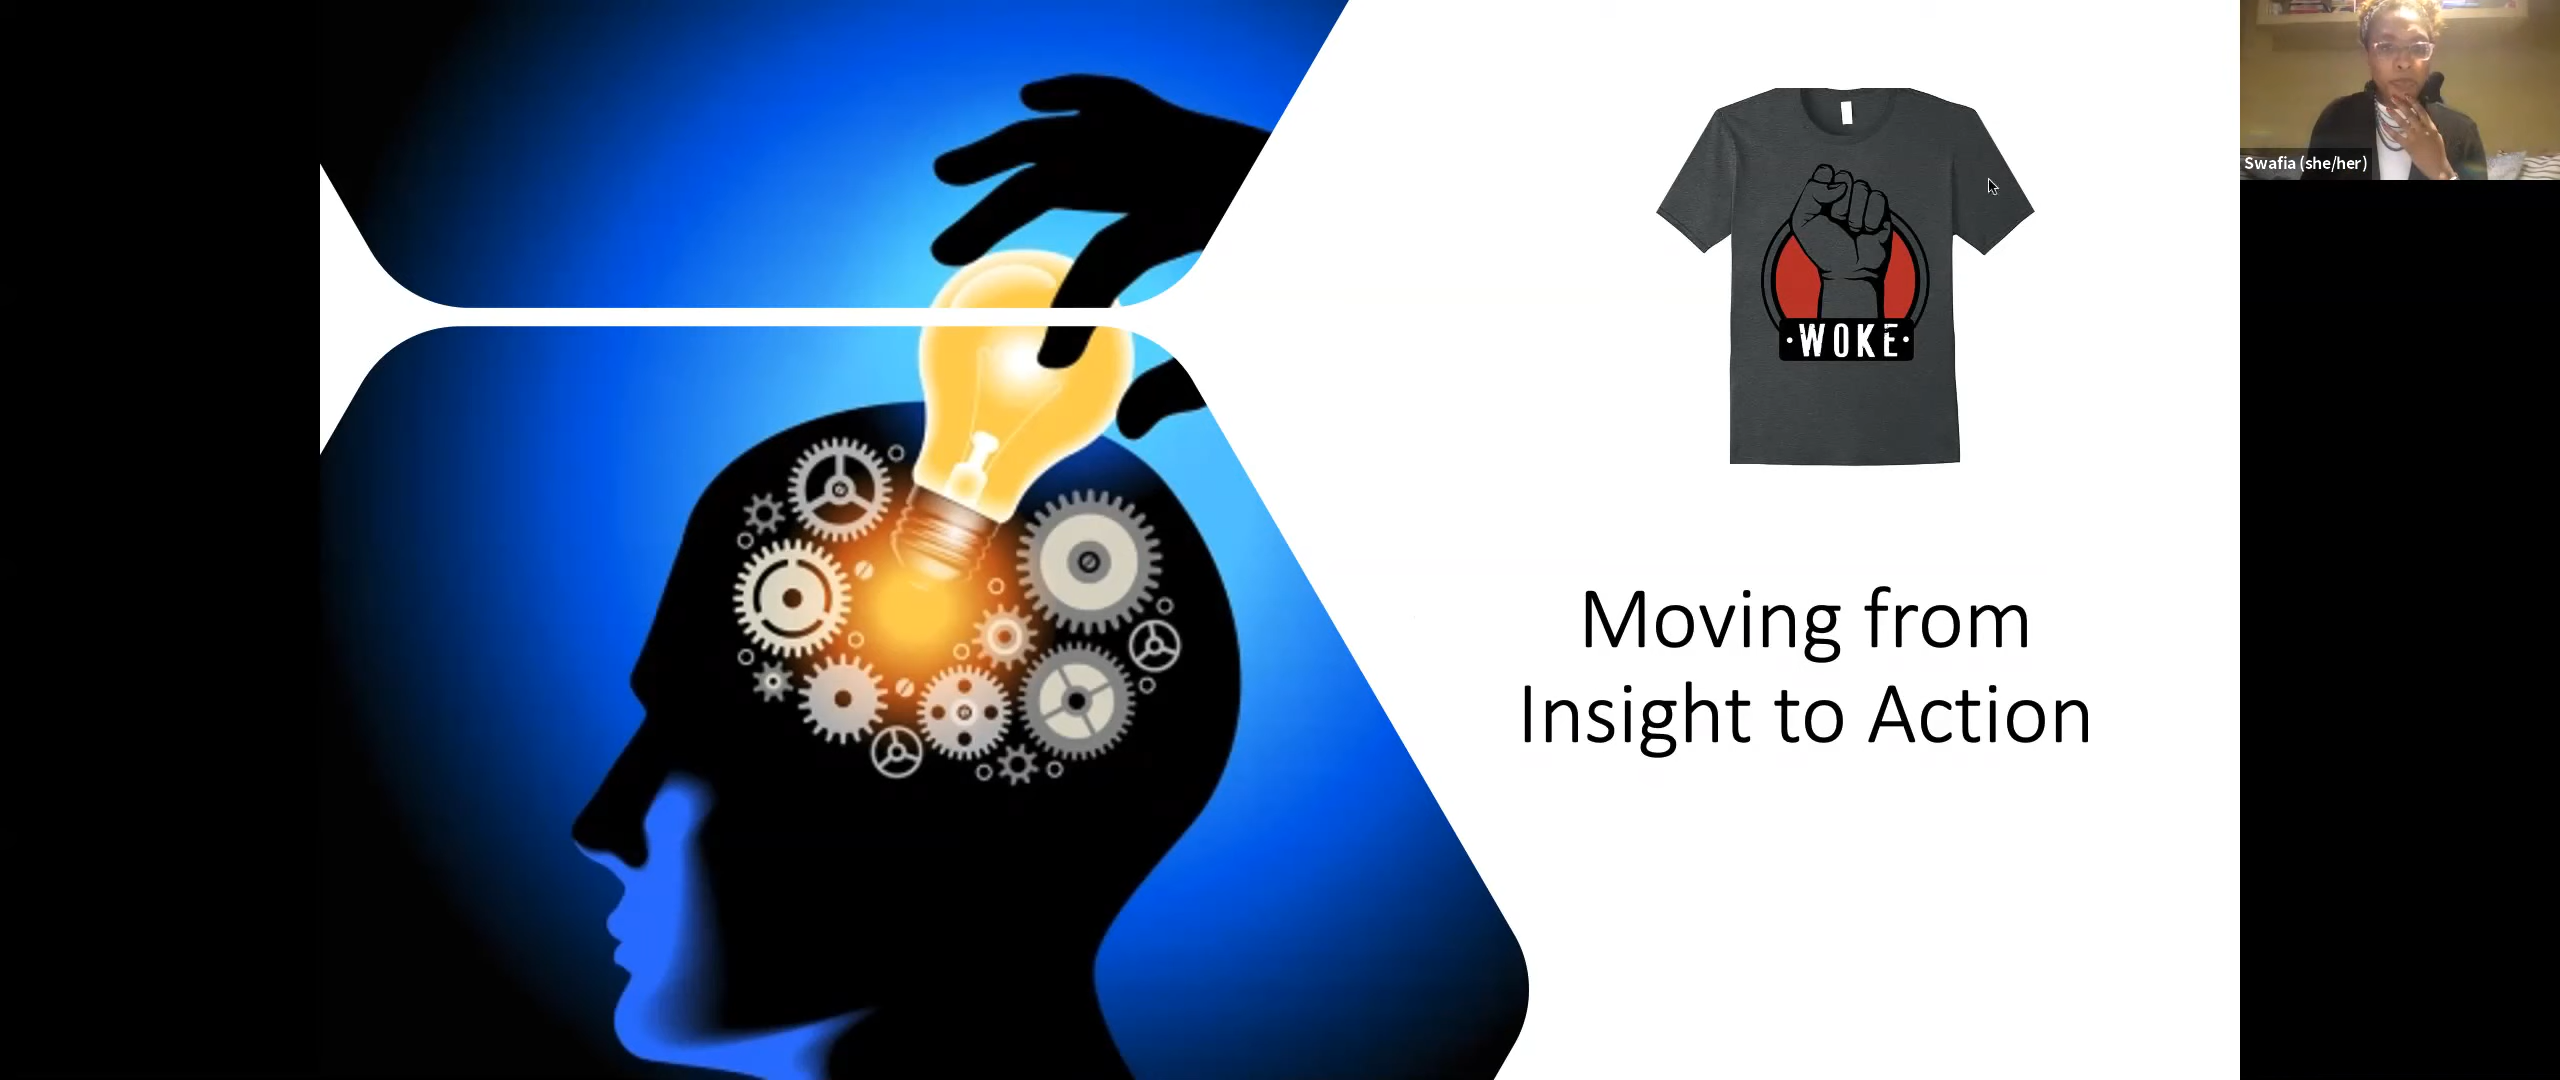 ·WOKE·
Moving from
Insight to Action
Swafia (she/her)